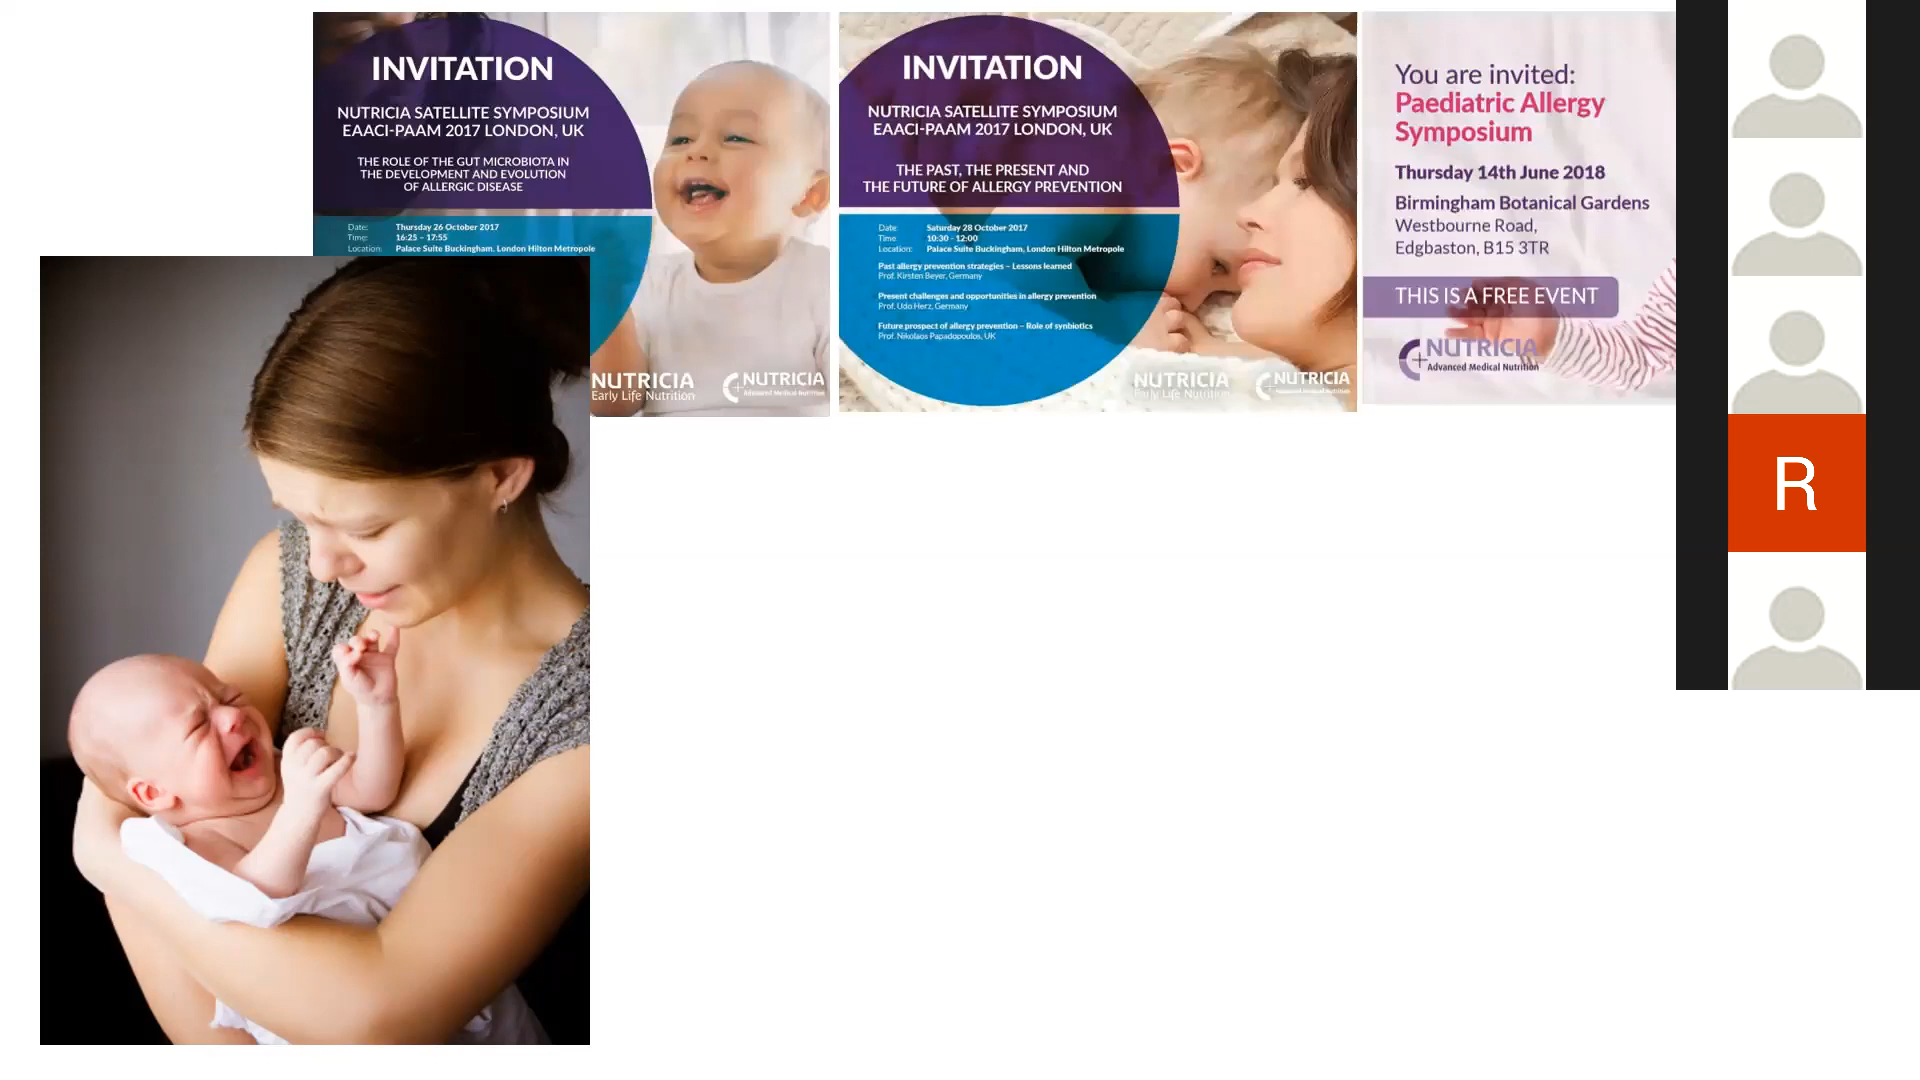 INVITATION
NUTRICIA SATELLITE SYMPOSIUM
EAACI-PAAM 2017 LONDON, UK
THE ROLE OF THE GUT MICROBIOTA IN
THE DEVELOPMENT AND EVOLUTION
OF ALLERGIC DISEASE
Date: Thursday 26 October 2017
Time: 16:25 - 17:55
Location: Palace Suite Buckingham, London Hilton Metropole
NUTRICIA
Early Life Nutrition
NUTRICIA
Advanced Medical Nutrition
INVITATION
NUTRICIA SATELLITE SYMPOSIUM
EAACI-PAAM 2017 LONDON, UK
THE PAST, THE PRESENT AND
THE FUTURE OF ALLERGY PREVENTION
Date: Saturday 28 October 2017
Time 10:30 - 12:00
Location: Palace Suite Buckingham, London Hilton Metropole
Past allergy prevention strategies – Lessons learned
Prof. Kirsten Beyer, Germany
Present challenges and opportunities in allergy prevention
Prof. Udo Herz, Germany
Future prospect of allergy prevention – Role of synbiotics
Prof. Nikolaos Papadopoulos, UK
NUTRICIA
Early Life Nutrition
NUTRICIA
Advanced Medical Nutrition
You are invited:
Paediatric Allergy
Symposium
Thursday 14th June 2018
Birmingham Botanical Gardens
Westbourne Road,
Edgbaston, B15 3TR
THIS IS A FREE EVENT
NUTRICIA
Advanced Medical Nutrition
R